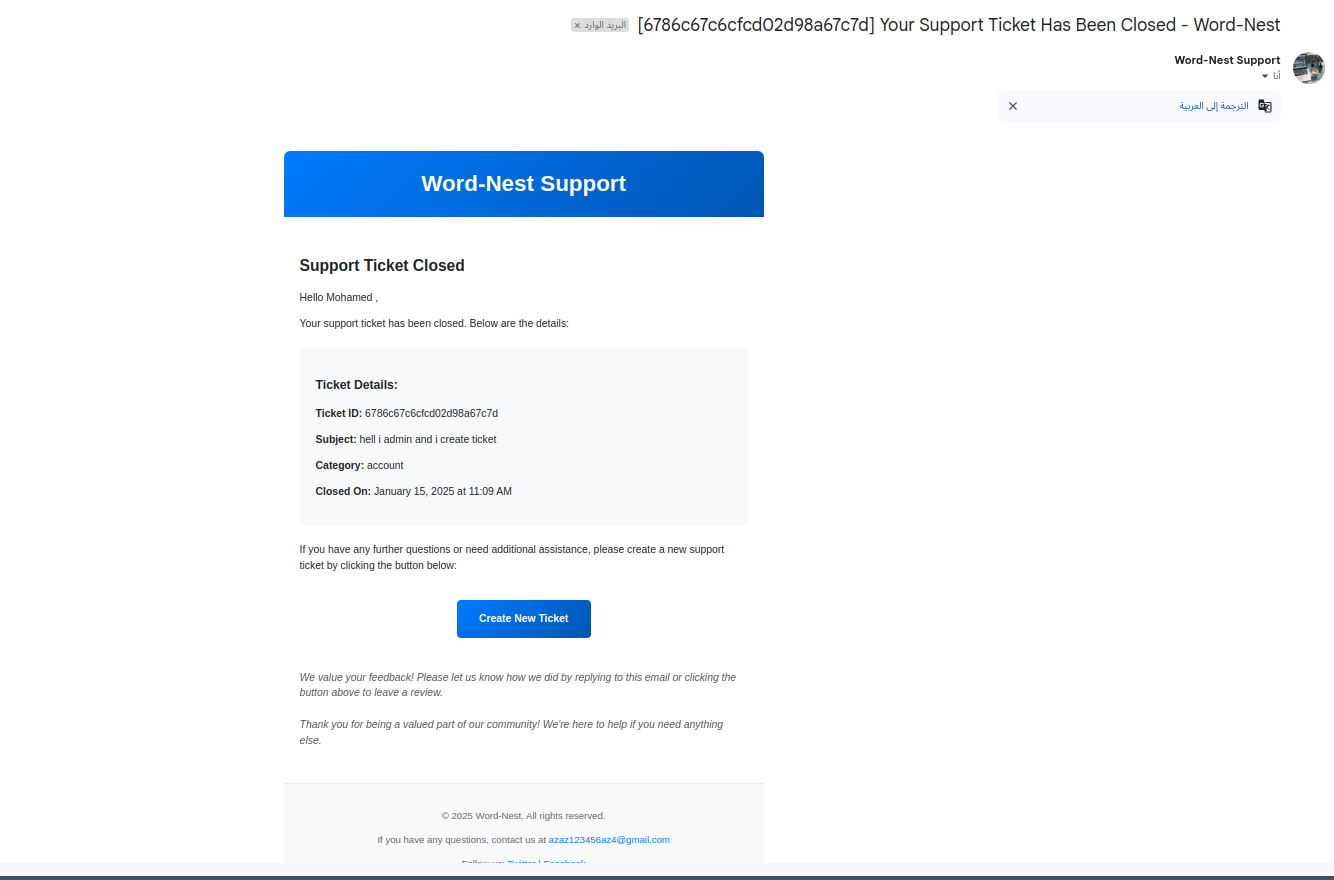 [6786c67c6cfcd02d98a67c7d] Your Support Ticket Has Been Closed - Word-Nest البريد الوارد ×
Word-Nest Support
أنا
الترجمة إلى العربية
Word-Nest Support
Support Ticket Closed
Hello Mohamed ,
Your support ticket has been closed. Below are the details:
Ticket Details:
Ticket ID: 6786c67c6cfcd02d98a67c7d
Subject: hell i admin and i create ticket
Category: account
Closed On: January 15, 2025 at 11:09 AM
If you have any further questions or need additional assistance, please create a new support
ticket by clicking the button below:
Create New Ticket
We value your feedback! Please let us know how we did by replying to this email or clicking the
button above to leave a review.
Thank you for being a valued part of our community! We're here to help if you need anything
else.
© 2025 Word-Nest. All rights reserved.
If you have any questions, contact us at azaz123456az4@gmail.com
Follow us: Twitter | Facebook